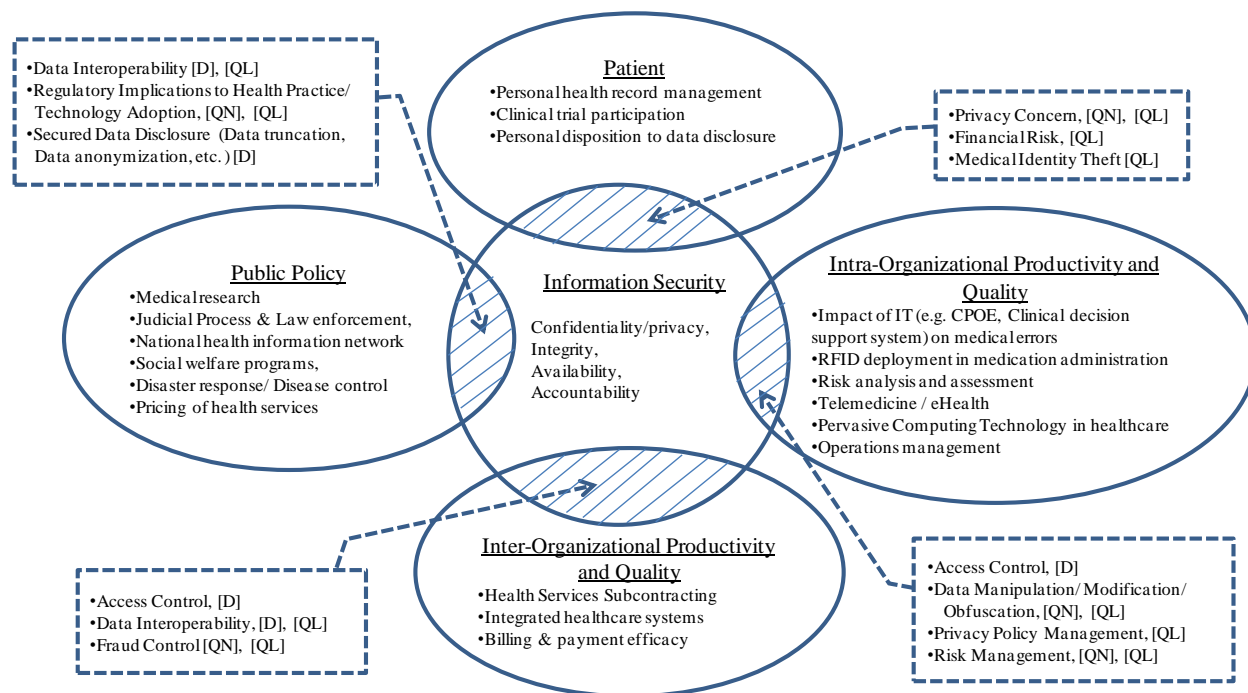 •Data Interoperability [D], [QL]
•Regulatory Implications to Health Practice/
Technology Adoption, [QN], [QL]
•Secured Data Disclosure (Data truncation,
Data anonymization, etc.) [D]
Patient
•Personal health record management
•Clinical trial participation
•Personal disposition to data disclosure
•Privacy Concern, [QN], [QL]
•Financial Risk, [QL]
•Medical Identity Theft [QL]
Public Policy
•Medical research
•Judicial Process & Law enforcement,
•National health information network
•Social welfare programs,
•Disaster response/ Disease control
•Pricing of health services
Information Security
Confidentiality/privacy,
Integrity,
Availability,
Accountability
Intra-Organizational Productivity and
Quality
•Impact of IT (e.g. CPOE, Clinical decision
support system) on medical errors
•RFID deployment in medication administration
•Risk analysis and assessment
•Telemedicine / eHealth
•Pervasive Computing Technology in healthcare
•Operations management
Inter-Organizational Productivity
and Quality
•Health Services Subcontracting
•Integrated healthcare systems
•Billing & payment efficacy
•Access Control, [D]
•Data Interoperability, [D], [QL]
•Fraud Control [QN], [QL]
•Access Control, [D]
•Data Manipulation/ Modification/
Obfuscation, [QN], [QL]
•Privacy Policy Management, [QL]
•Risk Management, [QN], [QL]